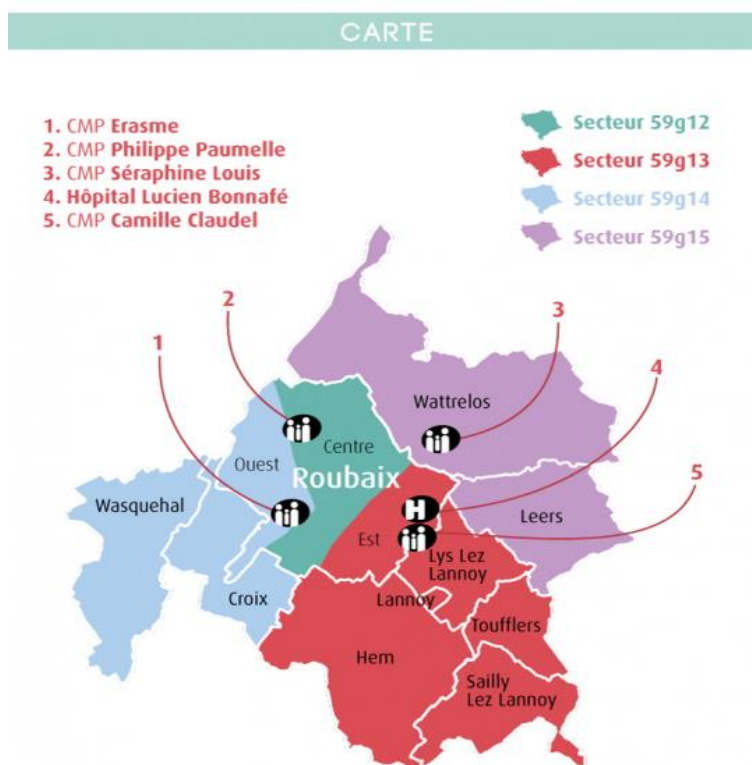 CARTE
1. CMP Erasme
2. CMP Philippe Paumelle
3. CMP Séraphine Louis
4. Hôpital Lucien Bonnafé
5. CMP Camille Claudel
Secteur 59g12
Secteur 59g13
Secteur 59g14
Secteur 59g15
2
3
1
4
Wattrelos
Centre
Ouest
Roubaix
5
Wasquehal
H
Leers
Est
Lys Lez
Lannoy
Croix
Lannoy
Toufflers
Hem
Sailly
Lez Lannoy